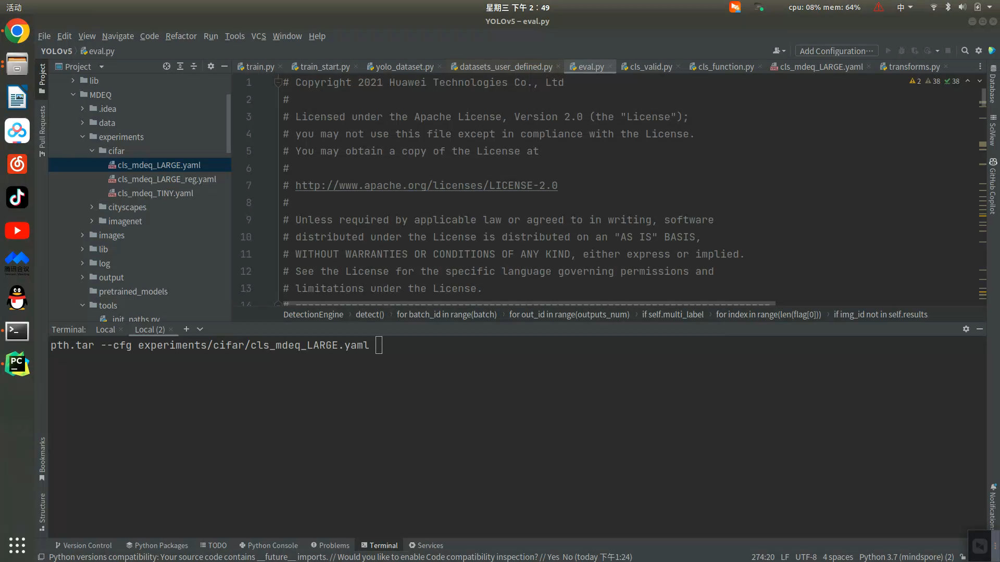 活动
星期三 下午 2：49
cpu: 08% mem: 64%
中
YOLOv5 – eval.py
File Edit View Navigate Code Refactor Run Tools VCS Window Help
YOLOv5 eval.py
Add Configuration...
Project
train.py
train_start.py
yolo_dataset.py
datasets_user_defined.py
eval.py
cls_valid.py
cls_function.py
cls_mdeq_LARGE.yaml
transforms.py
Project
Pull Requests
Bookmarks
Structure
lib
MDEQ
.idea
data
experiments
cifar
cls_mdeq_LARGE.yaml
cls_mdeq_LARGE_reg.yaml
cls_mdeq_TINY.yaml
cityscapes
imagenet
images
lib
log
output
pretrained_models
tools
_init_paths.py
2 38 38
1 # Copyright 2021 Huawei Technologies Co., Ltd
2 #
3 # Licensed under the Apache License, Version 2.0 (the "License");
4 # you may not use this file except in compliance with the License.
5 # You may obtain a copy of the License at
6 #
7 # http://www.apache.org/licenses/LICENSE-2.0
8 #
9 # Unless required by applicable law or agreed to in writing, software
10 # distributed under the License is distributed on an "AS IS" BASIS,
11 # WITHOUT WARRANTIES OR CONDITIONS OF ANY KIND, either express or implied.
12 # See the License for the specific language governing permissions and
13 # limitations under the License.
14 #
DetectionEngine › detect() › for batch_id in range(batch) › for out_id in range(outputs_num) › if self.multi_label › for index in range(len(flag[0])) › if img_id not in self.results
Database
SciView
GitHub Copilot
Notifications
Terminal: Local Local (2)
pth.tar --cfg experiments/cifar/cls_mdeq_LARGE.yaml
腾讯会议
PC
Version Control Python Packages TODO Python Console Problems Terminal Services
Python versions compatibility: Your source code contains __future__ imports. // Would you like to enable Code compatibility inspection? // Yes No (today 下午1:24)
274:20 LF UTF-8 4 spaces Python 3.7 (mindspore) (2)